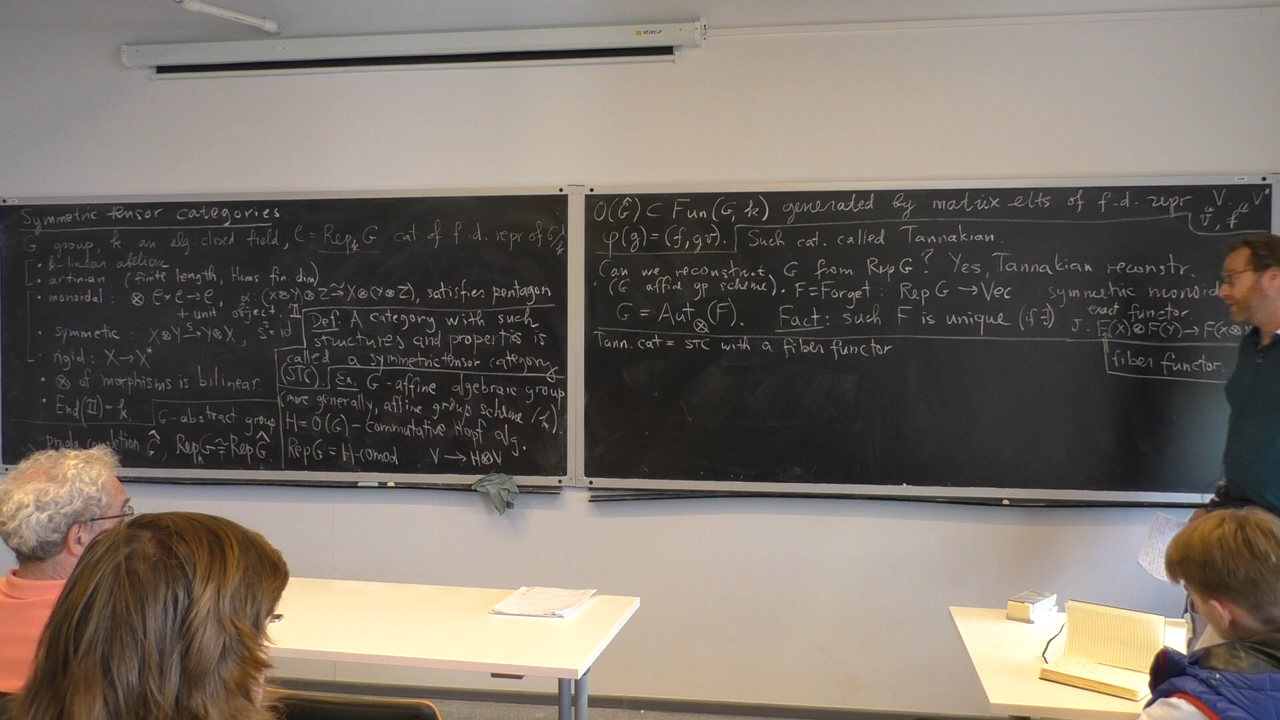 Symmetric tensor categories
G group, k an alg. closed field, C = Rep_k G cat of f.d. repr of G/k
• k-linear abelian
• artinian (finite length, Homs fin. dim)
• monoidal: ⊗ C×C→C, α: (X⊗Y)⊗Z ≅ X⊗(Y⊗Z), satisfies pentagon
+ unit object 𝟙
• symmetric: X⊗Y →^S Y⊗X, S²=id
• rigid: X→X*
• ⊗ of morphisms is bilinear
• End(𝟙)=k.
Def: A category with such
structures and properties is
called a symmetric tensor category
(STC). Ex. G-affine algebraic group
more generally, affine group scheme (/k).
H = O(G) - commutative Hopf alg.
Rep G = H-comod V → H⊗V
G-abstract group
completion Ĝ, Rep_k G ≅ Rep Ĝ.
O(Ĝ) ⊂ Fun(G, k) generated by matrix elts of f.d. repr V.
φ(g) = (f, gv). Such cat. called Tannakian.
Can we reconstruct G from Rep G? Yes, Tannakian reconstr.
(G affine gp scheme). F=Forget: Rep G → Vec symmetric monoid
exact functor
G = Aut_⊗(F). Fact: such F is unique (if ∃) J: F(X)⊗F(Y) → F(X⊗Y
Tann. cat = STC with a fiber functor
fiber functor.